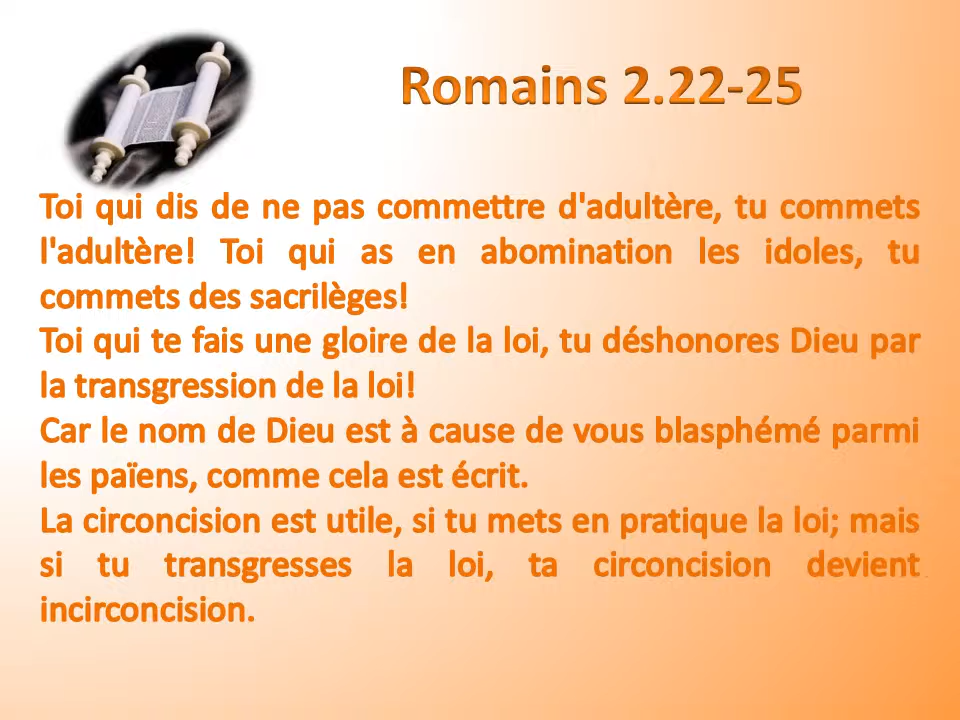 Romains 2.22-25
Toi qui dis de ne pas commettre d'adultère, tu commets
l'adultère! Toi qui as en abomination les idoles, tu
commets des sacrilèges!
Toi qui te fais une gloire de la loi, tu déshonores Dieu par
la transgression de la loi!
Car le nom de Dieu est à cause de vous blasphémé parmi
les païens, comme cela est écrit.
La circoncision est utile, si tu mets en pratique la loi; mais
si tu transgresses la loi, ta circoncision devient
incirconcision.